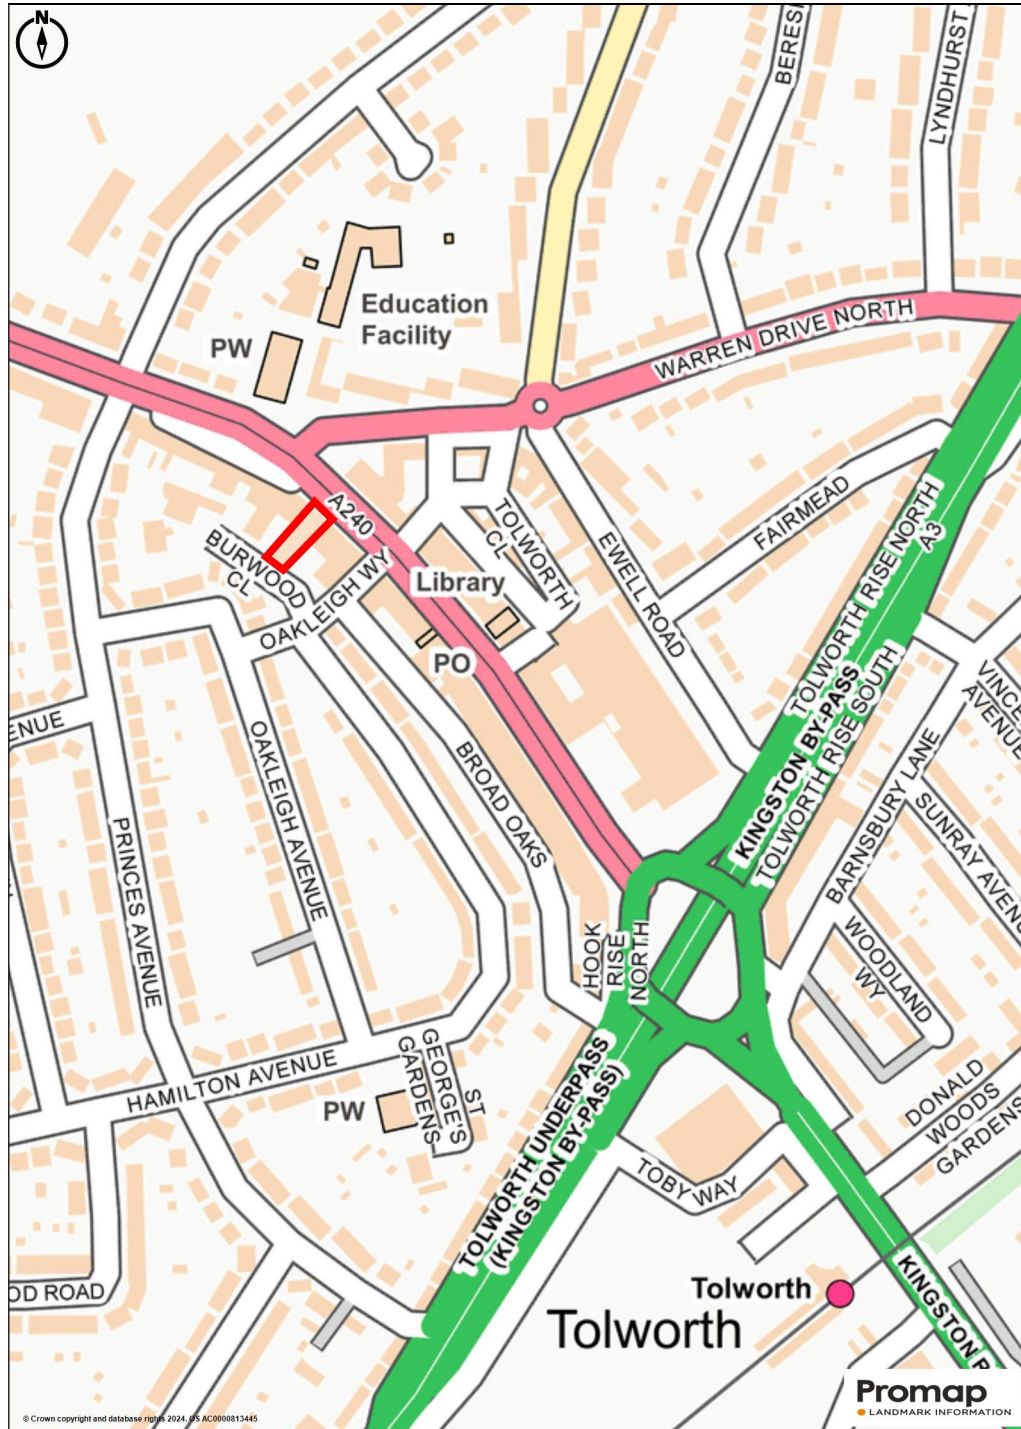 N
BERES
LYNDHURST
Education
Facility
PW
WARREN DRIVE NORTH
A240
TOLWORTH
CL
FAIRMEAD
TOLWORTH RISE NORTH
A3
BURWOOD
CL
OAKLEIGH WY
Library
EWELL ROAD
PO
TOLWORTH RISE SOUTH
KINGSTON BY-PASS
VINCE
AVENUE
ENUE
OAKLEIGH AVENUE
BROAD OAKS
BARNSBURY LANE
SUNRAY AVENU
PRINCES AVENUE
HOOK
RISE
NORTH
WOODLAND
WY
HAMILTON AVENUE
ST
GEORGE'S
GARDENS
PW
TOLWORTH UNDERPASS
(KINGSTON BY-PASS)
DONALD
WOODS
GARDENS
TOBY WAY
OD ROAD
Tolworth
Tolworth
KINGSTON R
Promap
LANDMARK INFORMATION
© Crown copyright and database rights 2024. OS AC0000813445